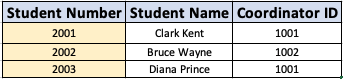 Student Number Student Name Coordinator ID
2001 Clark Kent 1001
2002 Bruce Wayne 1002
2003 Diana Prince 1001